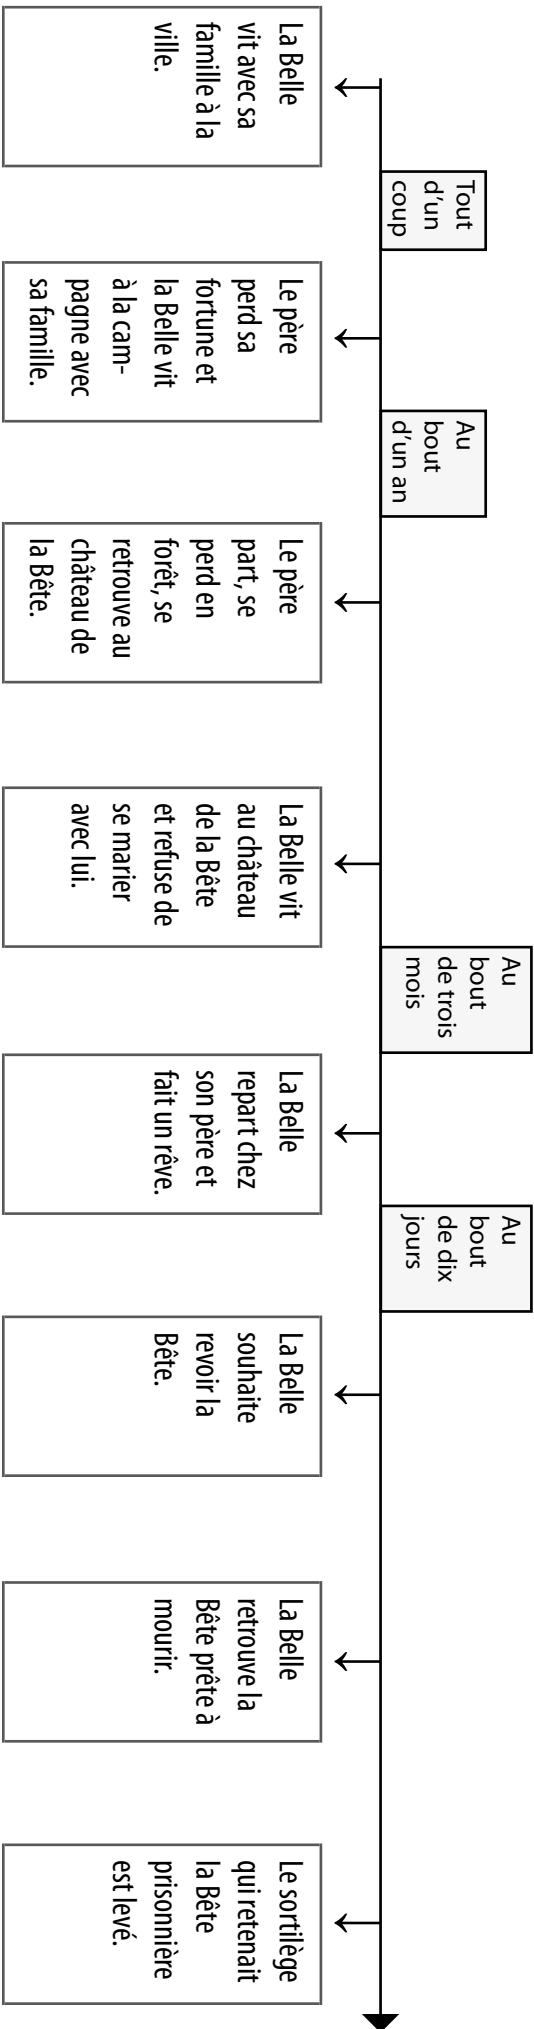 La Belle
vit avec sa
famille à la
ville.
Tout
d'un
coup
Le père
perd sa
fortune et
la Belle vit
à la cam-
pagne avec
sa famille.
Au
bout
d'un an
Le père
part, se
perd en
forêt, se
retrouve au
château de
la Bête.
La Belle vit
au château
de la Bête
et refuse de
se marier
avec lui.
Au
bout
de trois
mois
La Belle
repart chez
son père et
fait un rêve.
Au
bout
de dix
jours
La Belle
souhaite
revoir la
Bête.
La Belle
retrouve la
Bête prête à
mourir.
Le sortilège
qui retenait
la Bête
prisonnière
est levé.